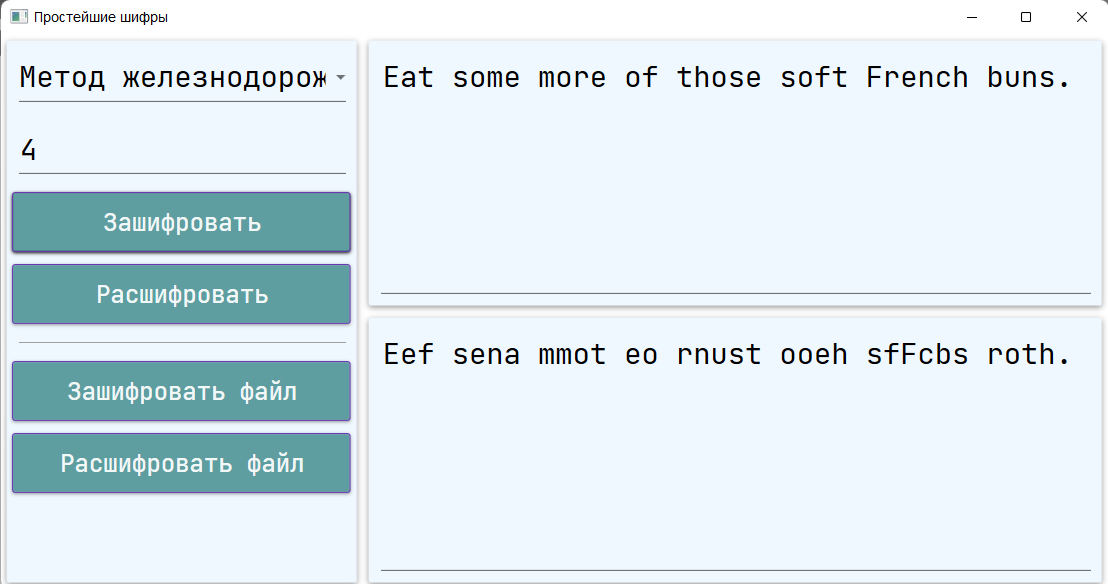 Простейшие шифры
Метод железнодорож
4
Зашифровать
Расшифровать
Зашифровать файл
Расшифровать файл
Eat some more of those soft French buns.
Eef sena mmot eo rnust ooeh sfFcbs roth.